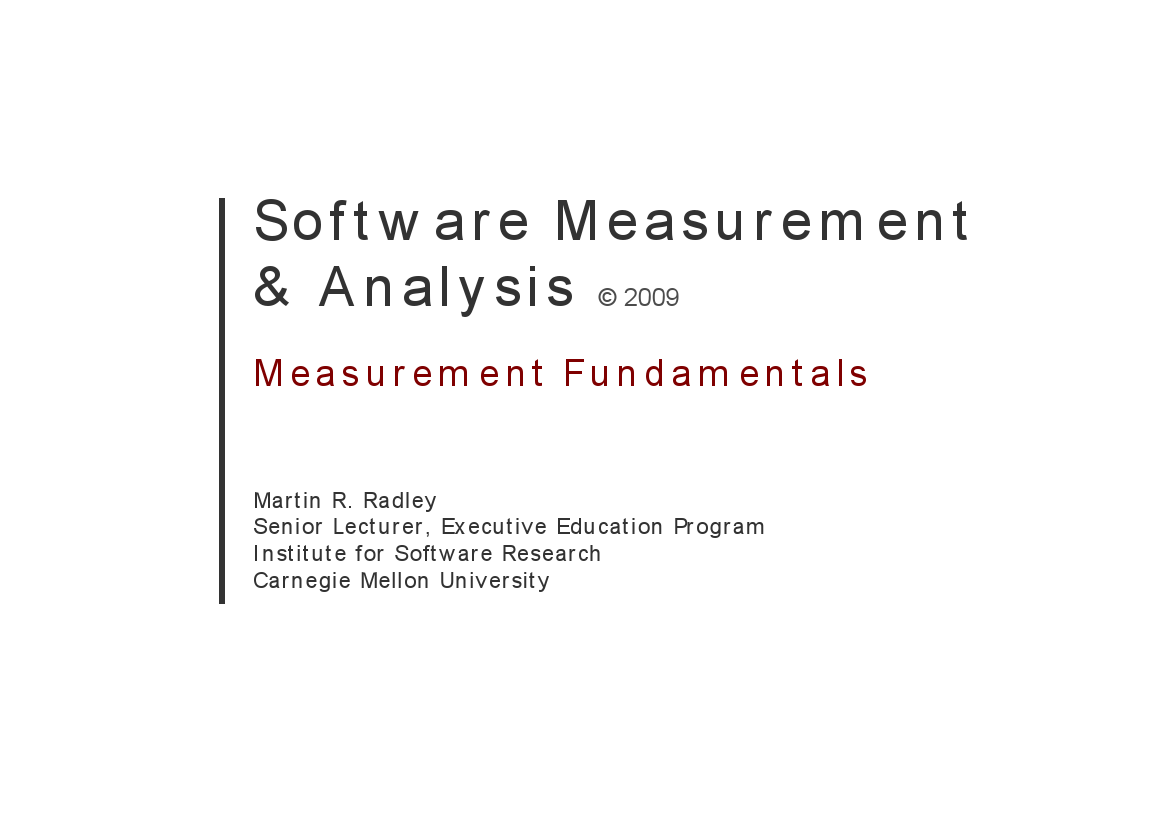 Software Measurement
& Analysis © 2009
Measurement Fundamentals
Martin R. Radley
Senior Lecturer, Executive Education Program
Institute for Software Research
Carnegie Mellon University